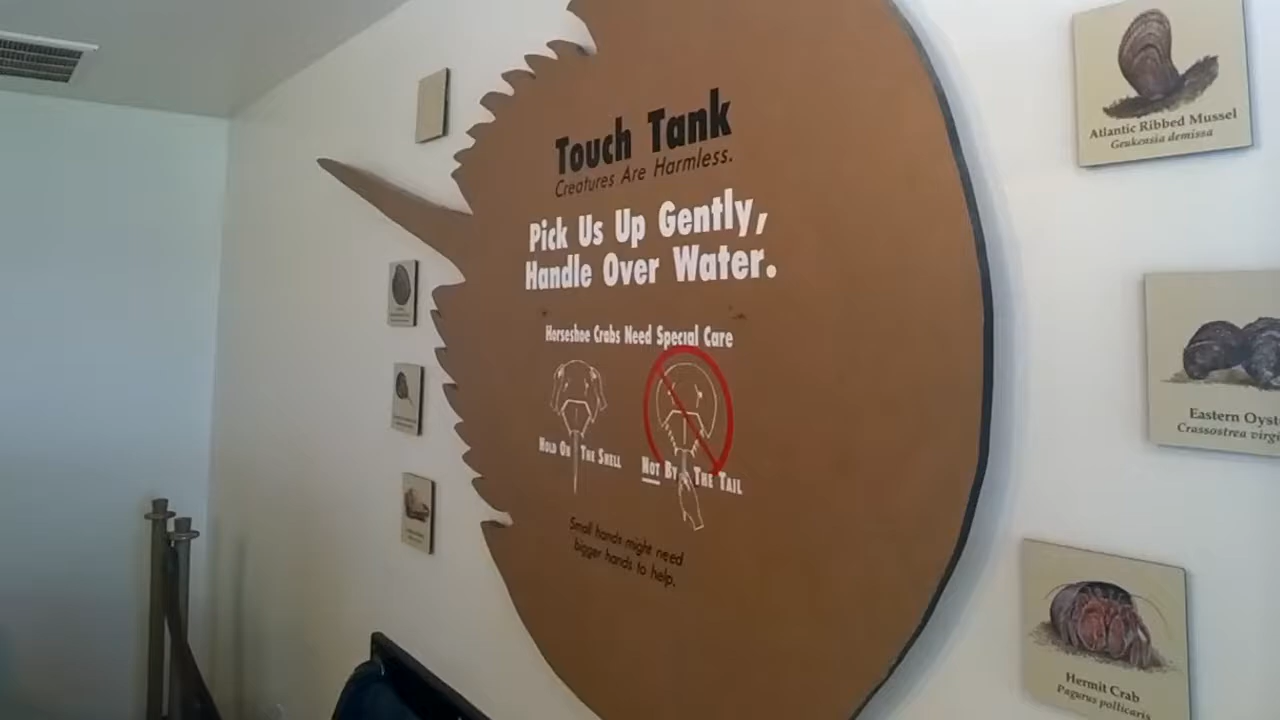 Touch Tank
Creatures Are Harmless.
Pick Us Up Gently,
Handle Over Water.
Horseshoe Crabs Need Special Care
Hold On The Shell
Not By The Tail
Small hands might need
bigger hands to help.
Atlantic Ribbed Mussel
Geukensia demissa
Eastern Oyst
Crassostrea virgi
Hermit Crab
Pagurus pollicaris